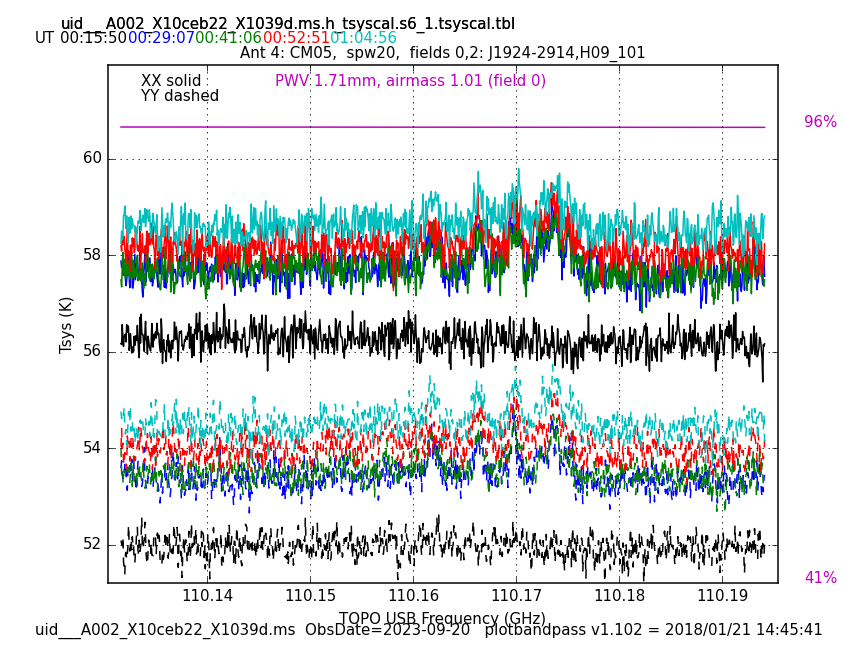 uid___A002_X10ceb22_X1039d.ms.h_tsyscal.s6_1.tsyscal.tbl
UT 00:15:50 00:29:07 00:41:06 00:52:51 01:04:56
Ant 4: CM05,  spw20,  fields 0,2: J1924-2914,H09_101
XX solid
PWV 1.71mm, airmass 1.01 (field 0)
YY dashed
96%
60
58
56
54
52
Tsys (K)
41%
110.14 110.15 110.16 110.17 110.18 110.19
TOPO USB Frequency (GHz)
uid___A002_X10ceb22_X1039d.ms  ObsDate=2023-09-20   plotbandpass v1.102 = 2018/01/21 14:45:41